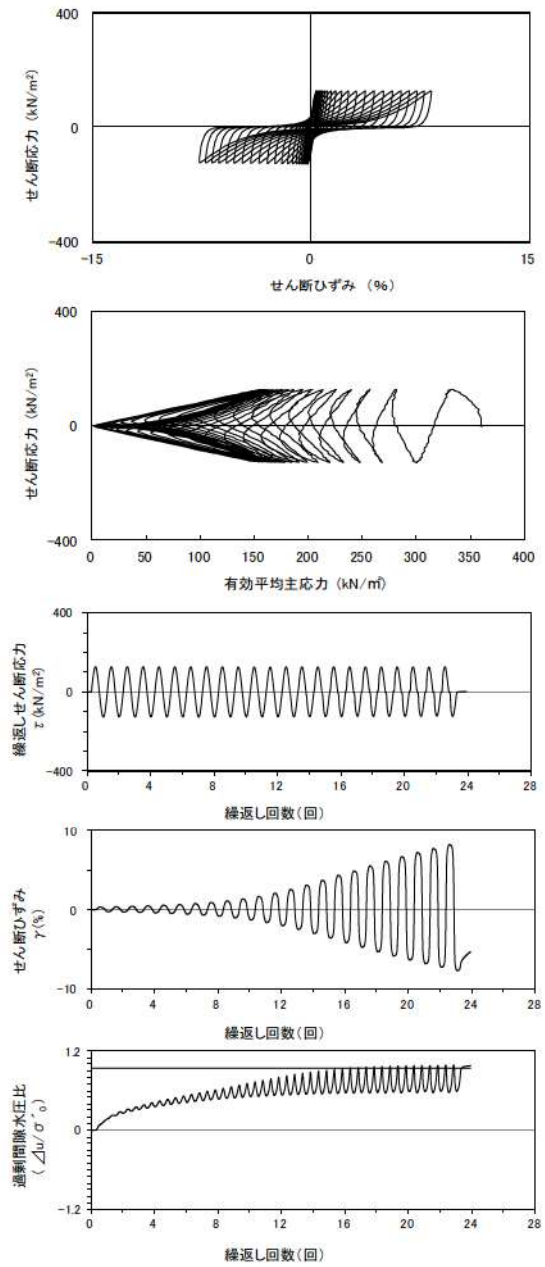 400
0
-400
せん断応力 (kN/m²)
-15 0 15
せん断ひずみ (%)
400
0
-400
せん断応力 (kN/m²)
0 50 100 150 200 250 300 350 400
有効平均主応力 (kN/㎡)
400
0
-400
繰返しせん断応力
τ (kN/m²)
0 4 8 12 16 20 24 28
繰返し回数(回)
10
0
-10
せん断ひずみ
γ(%)
0 4 8 12 16 20 24 28
繰返し回数(回)
1.2
0
-1.2
過剰間隙水圧比
(⊿u/σ´₀)
0 4 8 12 16 20 24 28
繰返し回数(回)